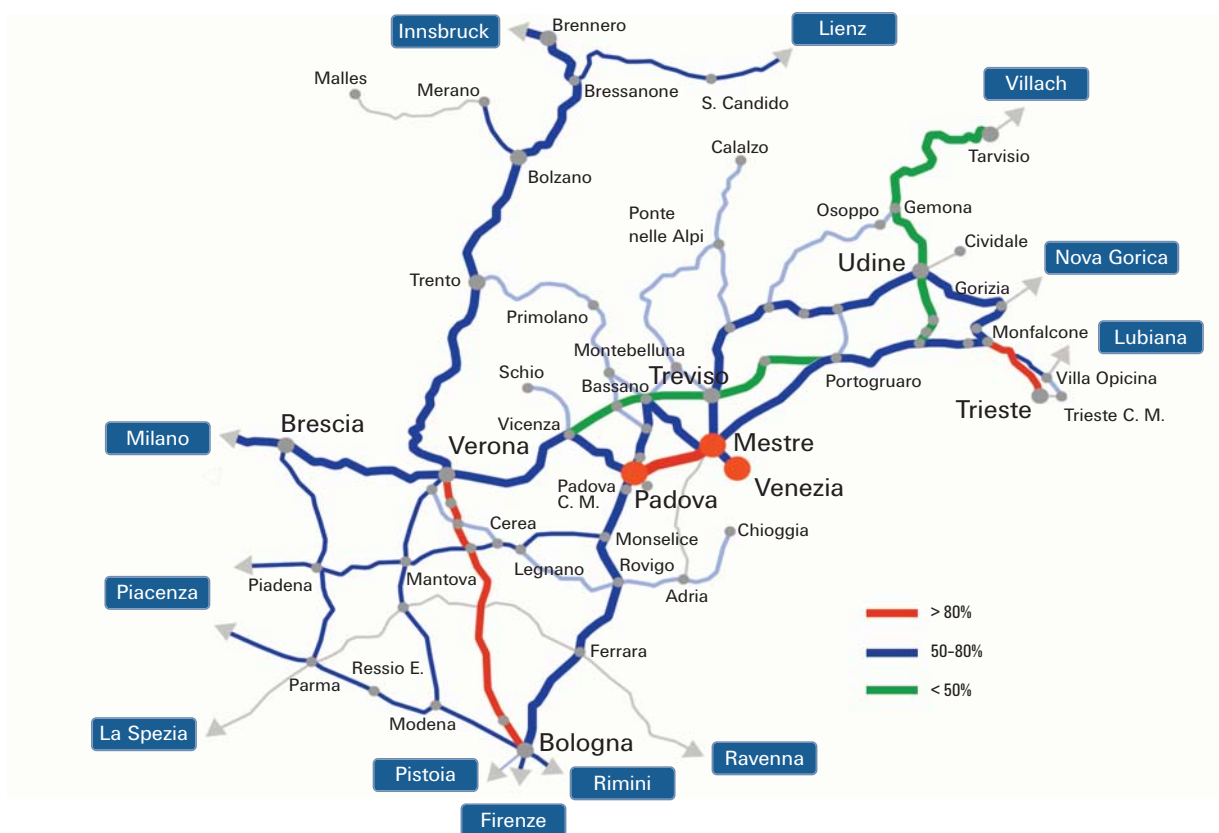 Innsbruck
Brennero
Lienz
Malles
Merano
Bressanone
S. Candido
Villach
Tarvisio
Bolzano
Calalzo
Ponte
nelle Alpi
Osoppo
Gemona
Cividale
Udine
Nova Gorica
Gorizia
Trento
Primolano
Monfalcone
Lubiana
Montebelluna
Schio
Bassano
Treviso
Portogruaro
Villa Opicina
Trieste
Trieste C. M.
Vicenza
Milano
Brescia
Verona
Mestre
Padova
C. M.
Padova
Venezia
Cerea
Monselice
Chioggia
Legnano
Rovigo
Piadena
Mantova
Adria
Piacenza
> 80%
50-80%
< 50%
Ferrara
Ressio E.
Parma
Modena
La Spezia
Bologna
Ravenna
Pistoia
Rimini
Firenze